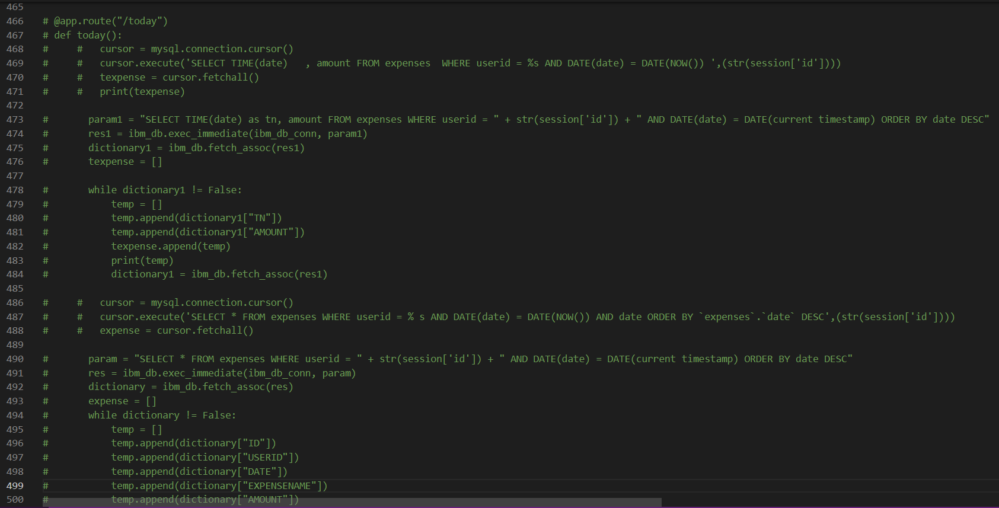 465
466 # @app.route("/today")
467 # def today():
468 #     #   cursor = mysql.connection.cursor()
469 #     #   cursor.execute('SELECT TIME(date)   , amount FROM expenses  WHERE userid = %s AND DATE(date) = DATE(NOW()) ',(str(session['id'])))
470 #     #   texpense = cursor.fetchall()
471 #     #   print(texpense)
472
473 #       param1 = "SELECT TIME(date) as tn, amount FROM expenses WHERE userid = " + str(session['id']) + " AND DATE(date) = DATE(current timestamp) ORDER BY date DESC"
474 #       res1 = ibm_db.exec_immediate(ibm_db_conn, param1)
475 #       dictionary1 = ibm_db.fetch_assoc(res1)
476 #       texpense = []
477
478 #       while dictionary1 != False:
479 #           temp = []
480 #           temp.append(dictionary1["TN"])
481 #           temp.append(dictionary1["AMOUNT"])
482 #           texpense.append(temp)
483 #           print(temp)
484 #           dictionary1 = ibm_db.fetch_assoc(res1)
485
486 #     #   cursor = mysql.connection.cursor()
487 #     #   cursor.execute('SELECT * FROM expenses WHERE userid = % s AND DATE(date) = DATE(NOW()) AND date ORDER BY `expenses`.`date` DESC',(str(session['id'])))
488 #     #   expense = cursor.fetchall()
489
490 #       param = "SELECT * FROM expenses WHERE userid = " + str(session['id']) + " AND DATE(date) = DATE(current timestamp) ORDER BY date DESC"
491 #       res = ibm_db.exec_immediate(ibm_db_conn, param)
492 #       dictionary = ibm_db.fetch_assoc(res)
493 #       expense = []
494 #       while dictionary != False:
495 #           temp = []
496 #           temp.append(dictionary["ID"])
497 #           temp.append(dictionary["USERID"])
498 #           temp.append(dictionary["DATE"])
499 #           temp.append(dictionary["EXPENSENAME"])
500 #           temp.append(dictionary["AMOUNT"])